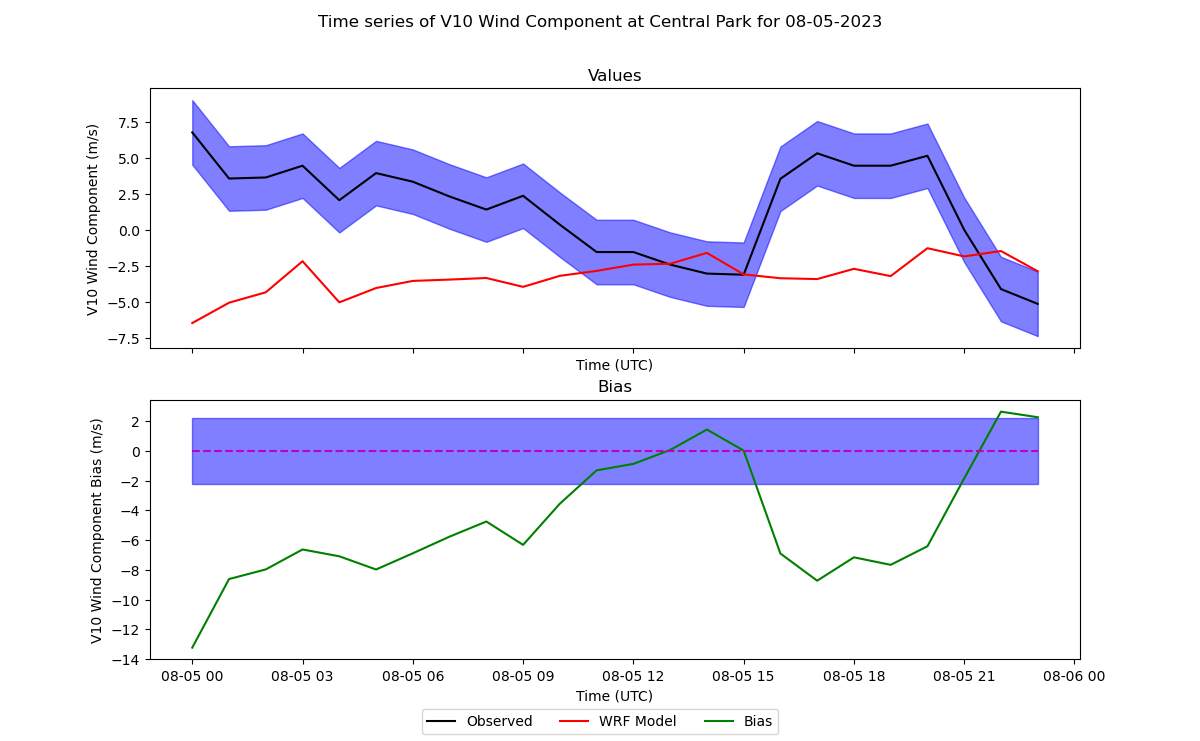 Time series of V10 Wind Component at Central Park for 08-05-2023
Values
V10 Wind Component (m/s)
7.5
5.0
2.5
0.0
−2.5
−5.0
−7.5
Time (UTC)
Bias
V10 Wind Component Bias (m/s)
2
0
−2
−4
−6
−8
−10
−12
−14
08-05 00 08-05 03 08-05 06 08-05 09 08-05 12 08-05 15 08-05 18 08-05 21 08-06 00
Time (UTC)
Observed WRF Model Bias